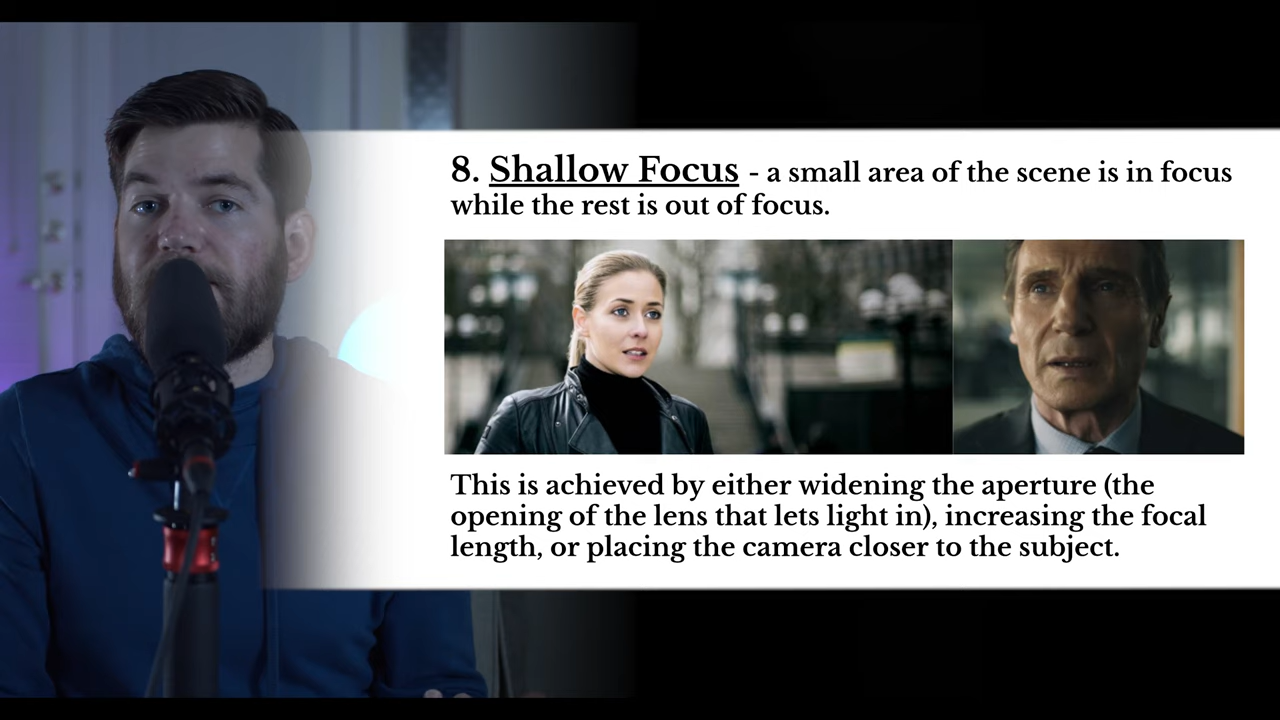 8. Shallow Focus - a small area of the scene is in focus
while the rest is out of focus.
This is achieved by either widening the aperture (the
opening of the lens that lets light in), increasing the focal
length, or placing the camera closer to the subject.